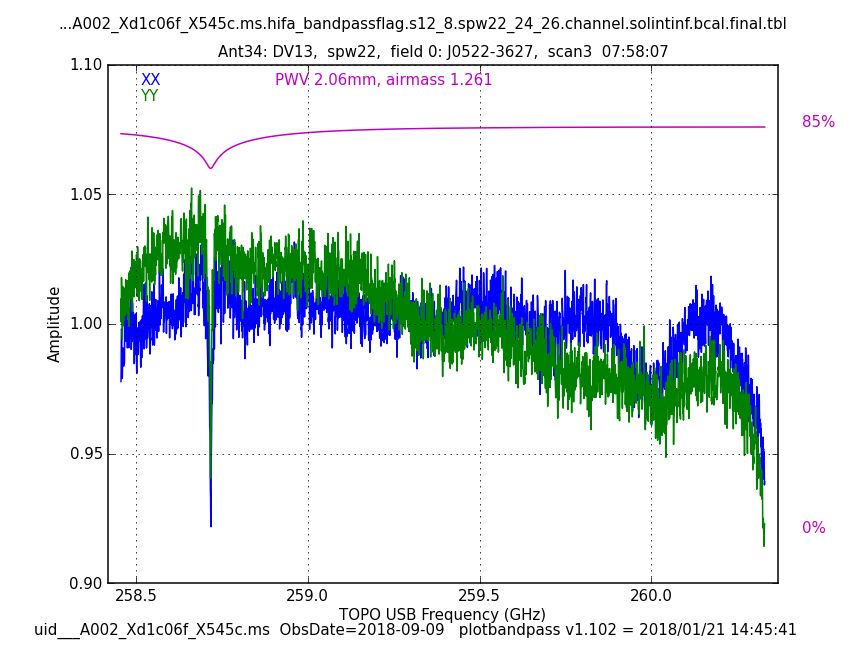 ...A002_Xd1c06f_X545c.ms.hifa_bandpassflag.s12_8.spw22_24_26.channel.solintinf.bcal.final.tbl
Ant34: DV13,  spw22,  field 0: J0522-3627,  scan3  07:58:07
1.10
XX
PWV 2.06mm, airmass 1.261
YY
85%
1.05
1.00
Amplitude
0.95
0%
0.90
258.5 259.0 259.5 260.0
TOPO USB Frequency (GHz)
uid___A002_Xd1c06f_X545c.ms  ObsDate=2018-09-09   plotbandpass v1.102 = 2018/01/21 14:45:41